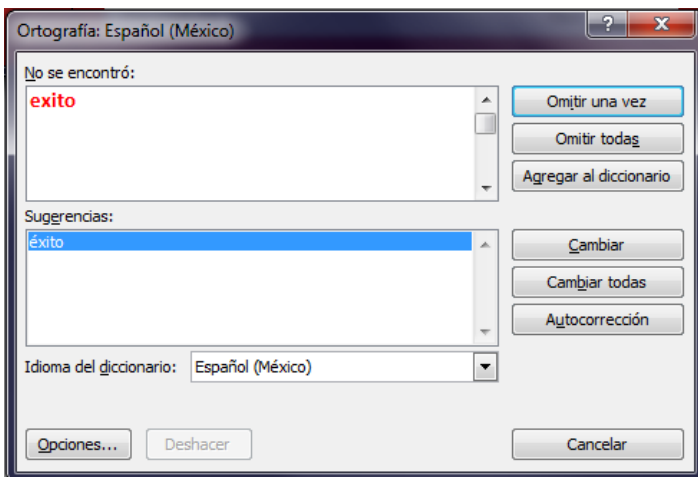 Ortografía: Español (México)
No se encontró:
exito
Omitir una vez
Omitir todas
Agregar al diccionario
Sugerencias:
éxito
Cambiar
Cambiar todas
Autocorrección
Idioma del diccionario: Español (México)
Opciones... Deshacer Cancelar